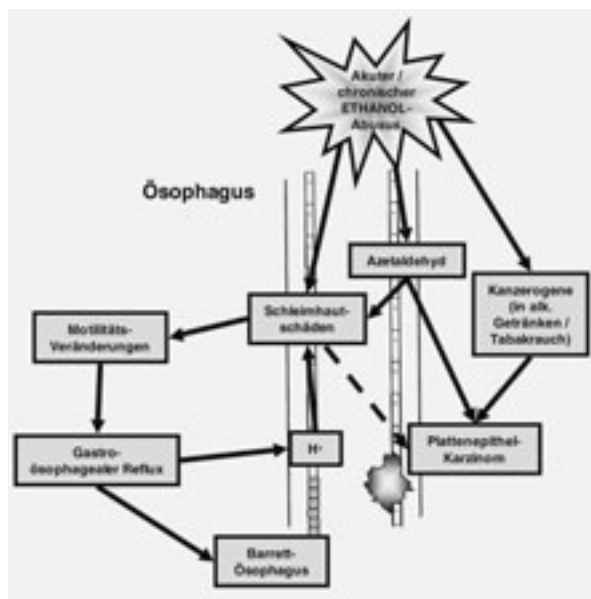 Akuter /
chronischer
ETHANOL-
Abusus
Ösophagus
Azetaldehyd
Kanzerogene
(in alk.
Getränken /
Tabakrauch)
Schleimhaut-
schäden
Motilitäts-
Veränderungen
Gastro-
ösophagealer Reflux
H+
Plattenepithel-
Karzinom
Barrett-
Ösophagus